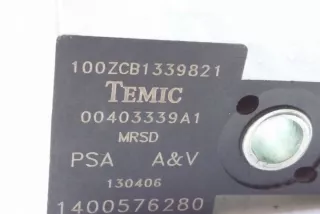 100ZCB1339821
TEMIC
00403339A1
MRSD
PSA A&V
130406
1400576280